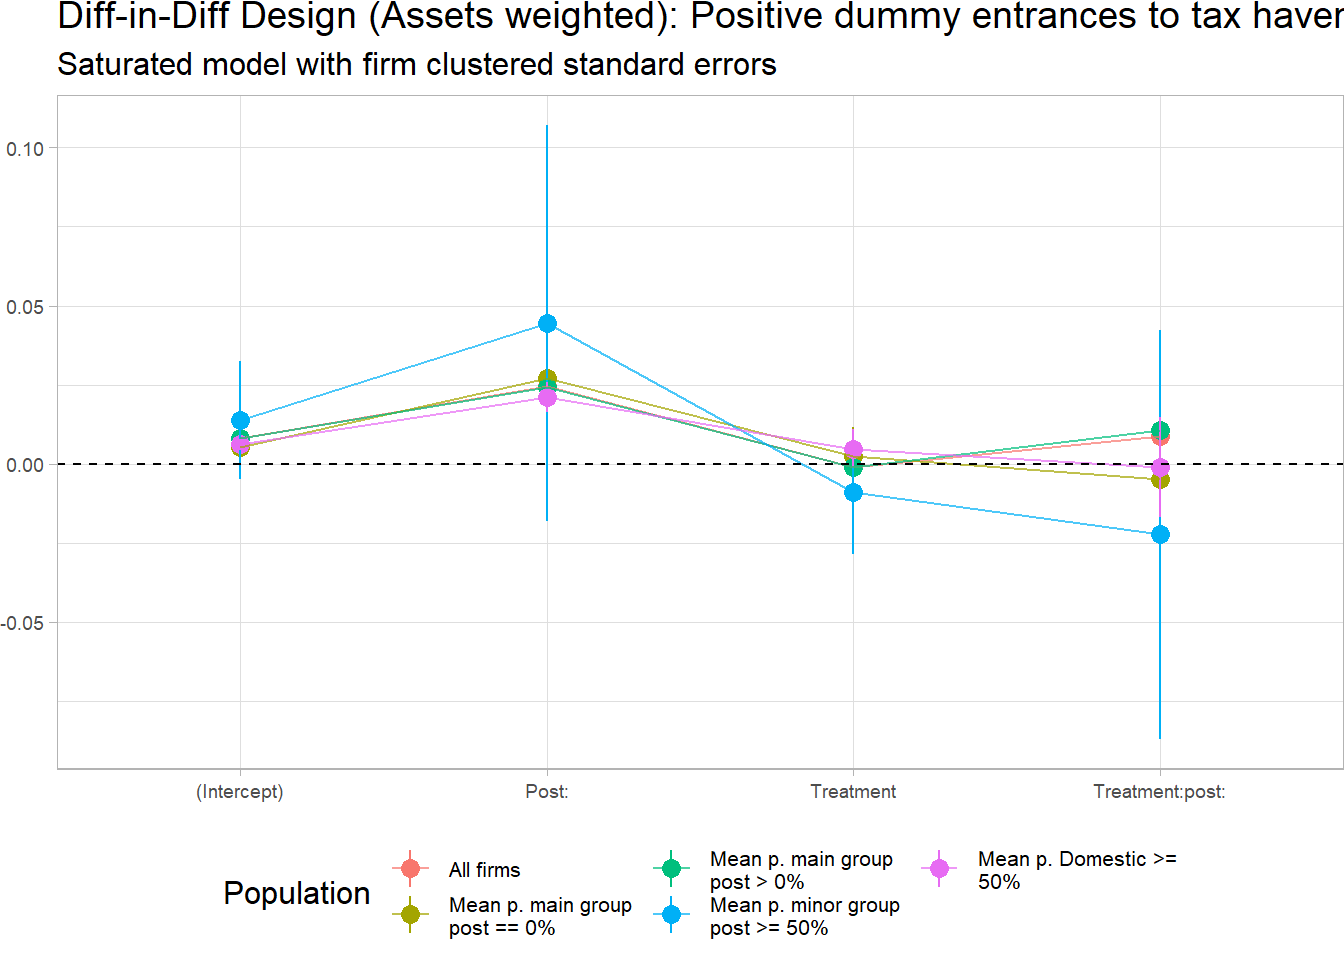 Diff-in-Diff Design (Assets weighted): Positive dummy entrances to tax haven
Saturated model with firm clustered standard errors
0.10
0.05
0.00
-0.05
(Intercept)
Post:
Treatment
Treatment:post:
Population
All firms
Mean p. main group
post == 0%
Mean p. main group
post > 0%
Mean p. minor group
post >= 50%
Mean p. Domestic >=
50%